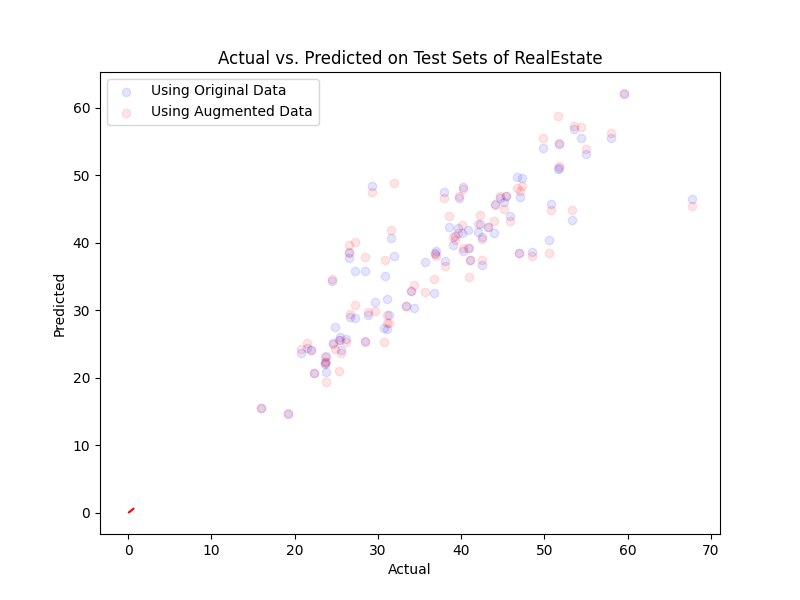 Actual vs. Predicted on Test Sets of RealEstate
Using Original Data
Using Augmented Data
60
50
40
30
20
10
0
Predicted
0 10 20 30 40 50 60 70
Actual